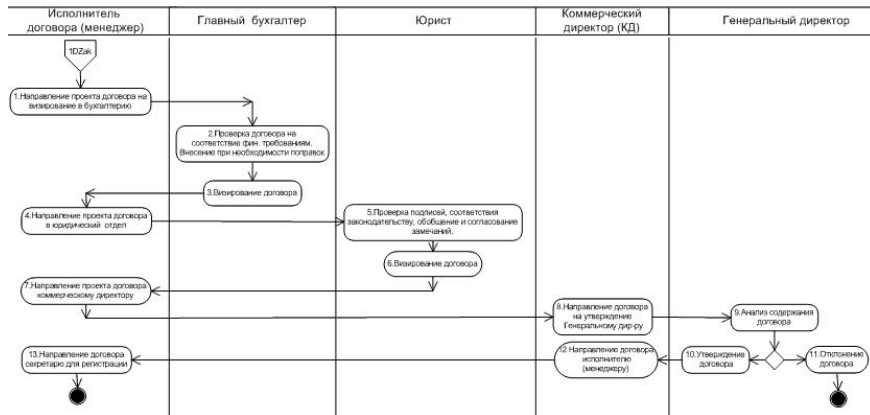 Исполнитель
договора (менеджер)
Главный бухгалтер
Юрист
Коммерческий
директор (КД)
Генеральный директор
1DZak
1.Направление проекта договора на
визирование в бухгалтерию
2.Проверка договора на
соответствие фин. требованиям.
Внесение при необходимости поправок
3.Визирование договора
4.Направление проекта договора
в юридический отдел
5.Проверка подписей, соответствия
законодательству, обобщение и согласование
замечаний.
6.Визирование договора
7.Направление проекта договора
коммерческому директору
8.Направление договора
на утверждение
Генеральному дир-ру
9.Анализ содержания
договора
13.Направление договора
секретарю для регистрации
12.Направление договора
исполнителю
(менеджеру)
10.Утверждение
договора
11.Отклонение
договора